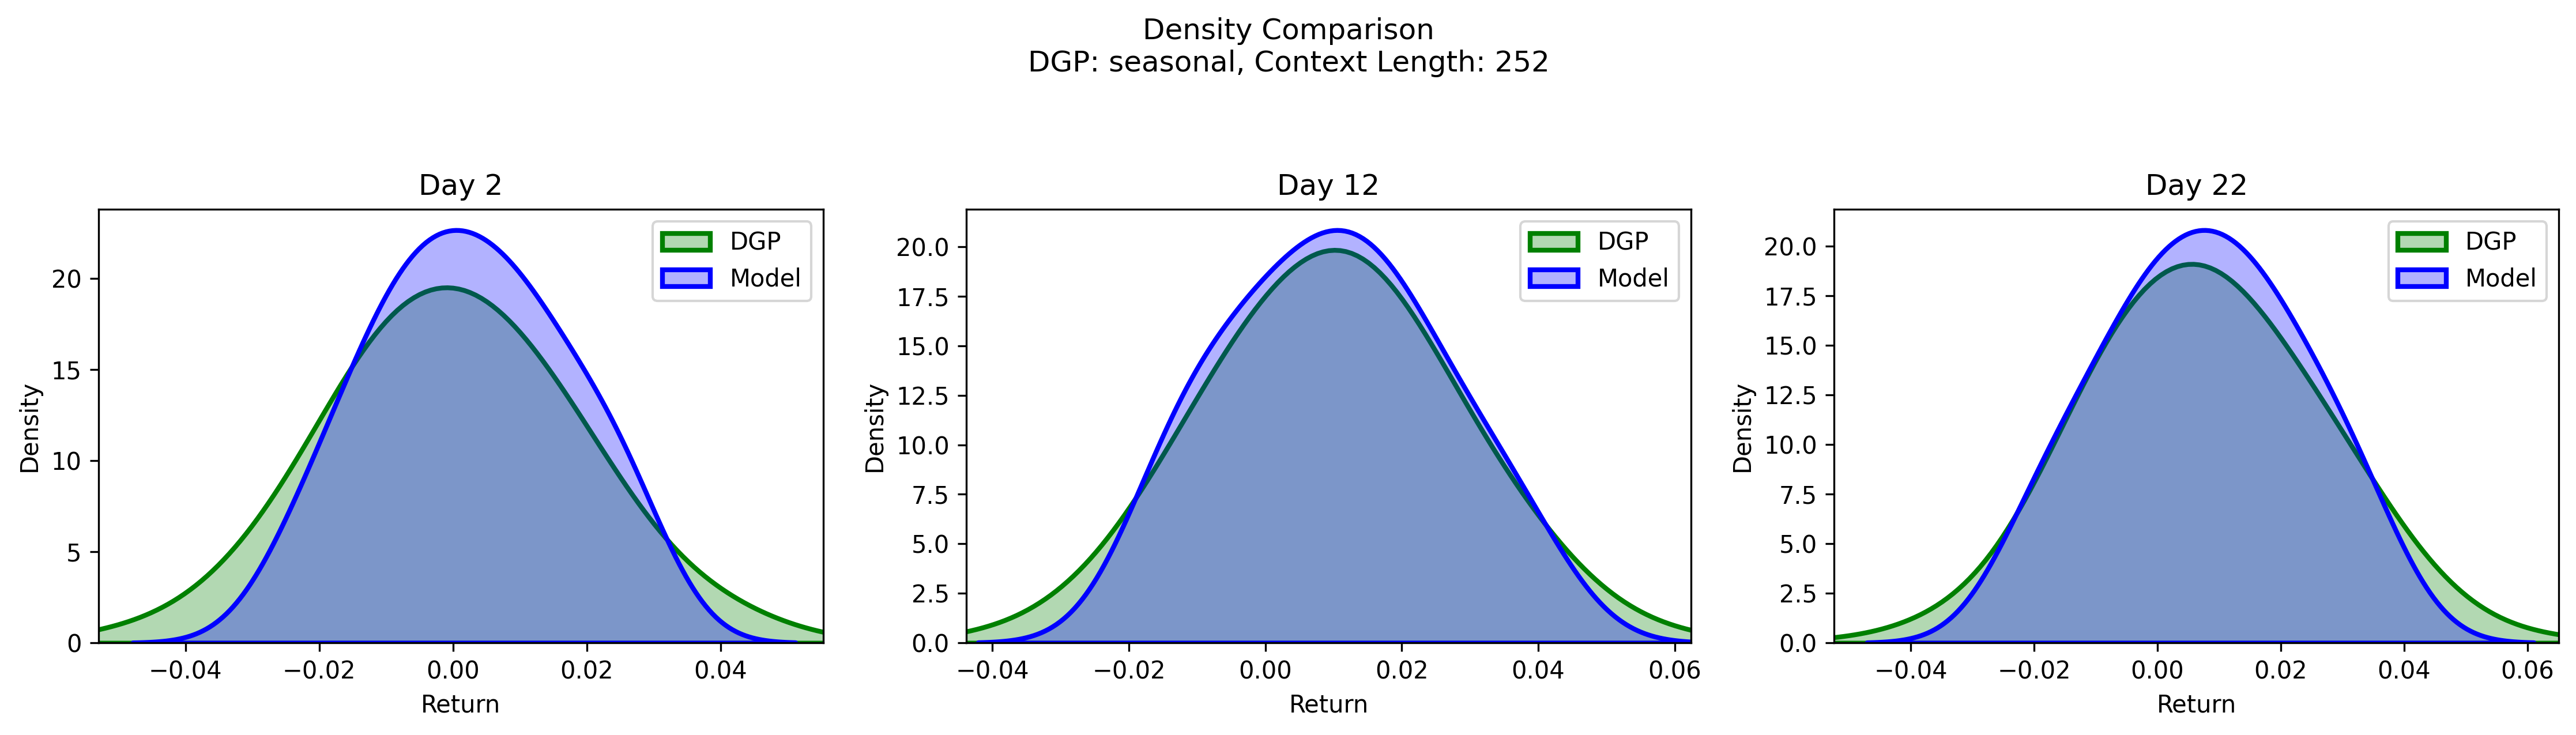 Density Comparison
DGP: seasonal, Context Length: 252
Day 2
DGP
Model
20
15
10
5
0
Density
−0.04
−0.02
0.00
0.02
0.04
Return
Day 12
DGP
Model
20.0
17.5
15.0
12.5
10.0
7.5
5.0
2.5
0.0
Density
−0.04
−0.02
0.00
0.02
0.04
0.06
Return
Day 22
DGP
Model
20.0
17.5
15.0
12.5
10.0
7.5
5.0
2.5
0.0
Density
−0.04
−0.02
0.00
0.02
0.04
0.06
Return